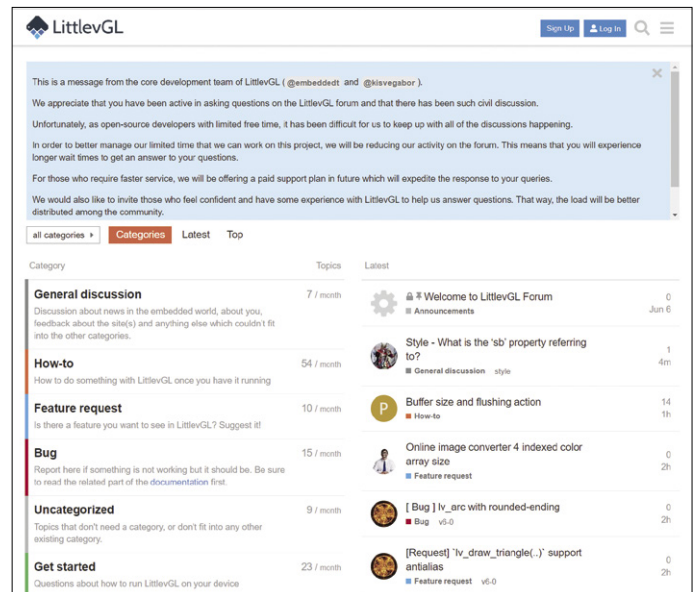 LittlevGL
Sign Up
Log In
This is a message from the core development team of LittlevGL ( @embeddedt and @kisvegabor ).
We appreciate that you have been active in asking questions on the LittlevGL forum and that there has been such civil discussion.
Unfortunately, as open-source developers with limited free time, it has been difficult for us to keep up with all of the discussions happening.
In order to better manage our limited time that we can work on this project, we will be reducing our activity on the forum. This means that you will experience
longer wait times to get an answer to your questions.
For those who require faster service, we will be offering a paid support plan in future which will expedite the response to your queries.
We would also like to invite those who feel confident and have some experience with LittlevGL to help us answer questions. That way, the load will be better
distributed among the community.
all categories
Categories
Latest
Top
Category
Topics
General discussion
7 / month
Discussion about news in the embedded world, about you,
feedback about the site(s) and anything else which couldn't fit
into the other categories.
How-to
54 / month
How to do something with LittlevGL once you have it running
Feature request
10 / month
Is there a feature you want to see in LittlevGL? Suggest it!
Bug
15 / month
Report here if something is not working but it should be. Be sure
to read the related part of the documentation first.
Uncategorized
9 / month
Topics that don't need a category, or don't fit into any other
existing category.
Get started
23 / month
Questions about how to run LittlevGL on your device
Latest
Welcome to LittlevGL Forum
0
Announcements
Jun 6
Style - What is the 'sb' property referring
to?
1
General discussion style
4m
P
Buffer size and flushing action
14
How-to
1h
Online image converter 4 indexed color
array size
0
Feature request
2h
[ Bug ] lv_arc with rounded-ending
0
Bug v6-0
2h
[Request] `lv_draw_triangle(..)` support
antialias
0
Feature request v6-0
2h